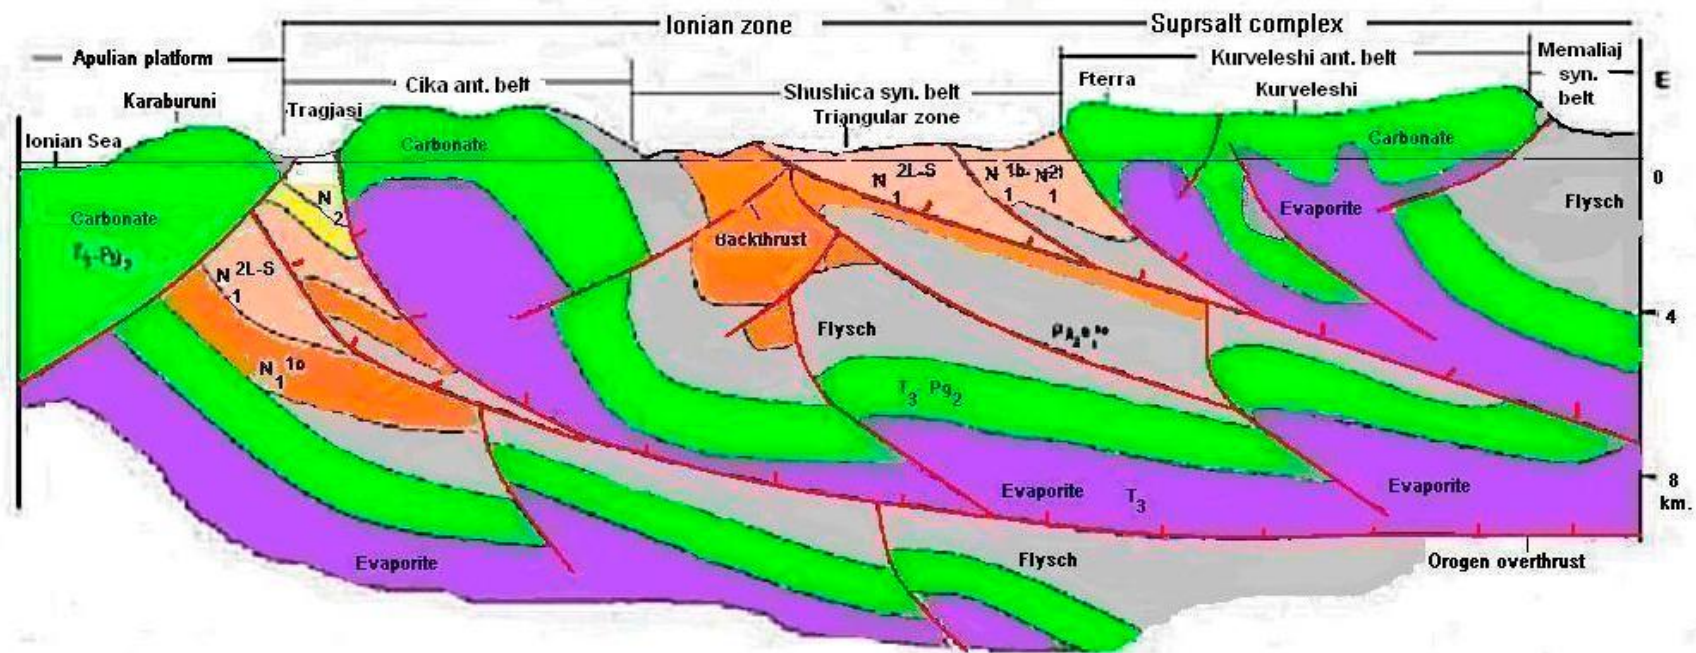 Ionian zone
Suprsalt complex
Apulian platform
Kurveleshi ant. belt
Memaliaj
syn.
belt
E
Cika ant. belt
Shushica syn. belt
Triangular zone
Fterra
Kurveleshi
Karaburuni
Tragjasi
Ionian Sea
Carbonate
Carbonate
Carbonate
N 2
N 1 2L-S
N 1 1b- N 1 2l
0
Evaporite
Flysch
Backthrust
N 1 2L-S
4
Flysch
N 1 1b
T3 Pg2
8
km.
Evaporite
T3
Evaporite
Evaporite
Flysch
Orogen overthrust